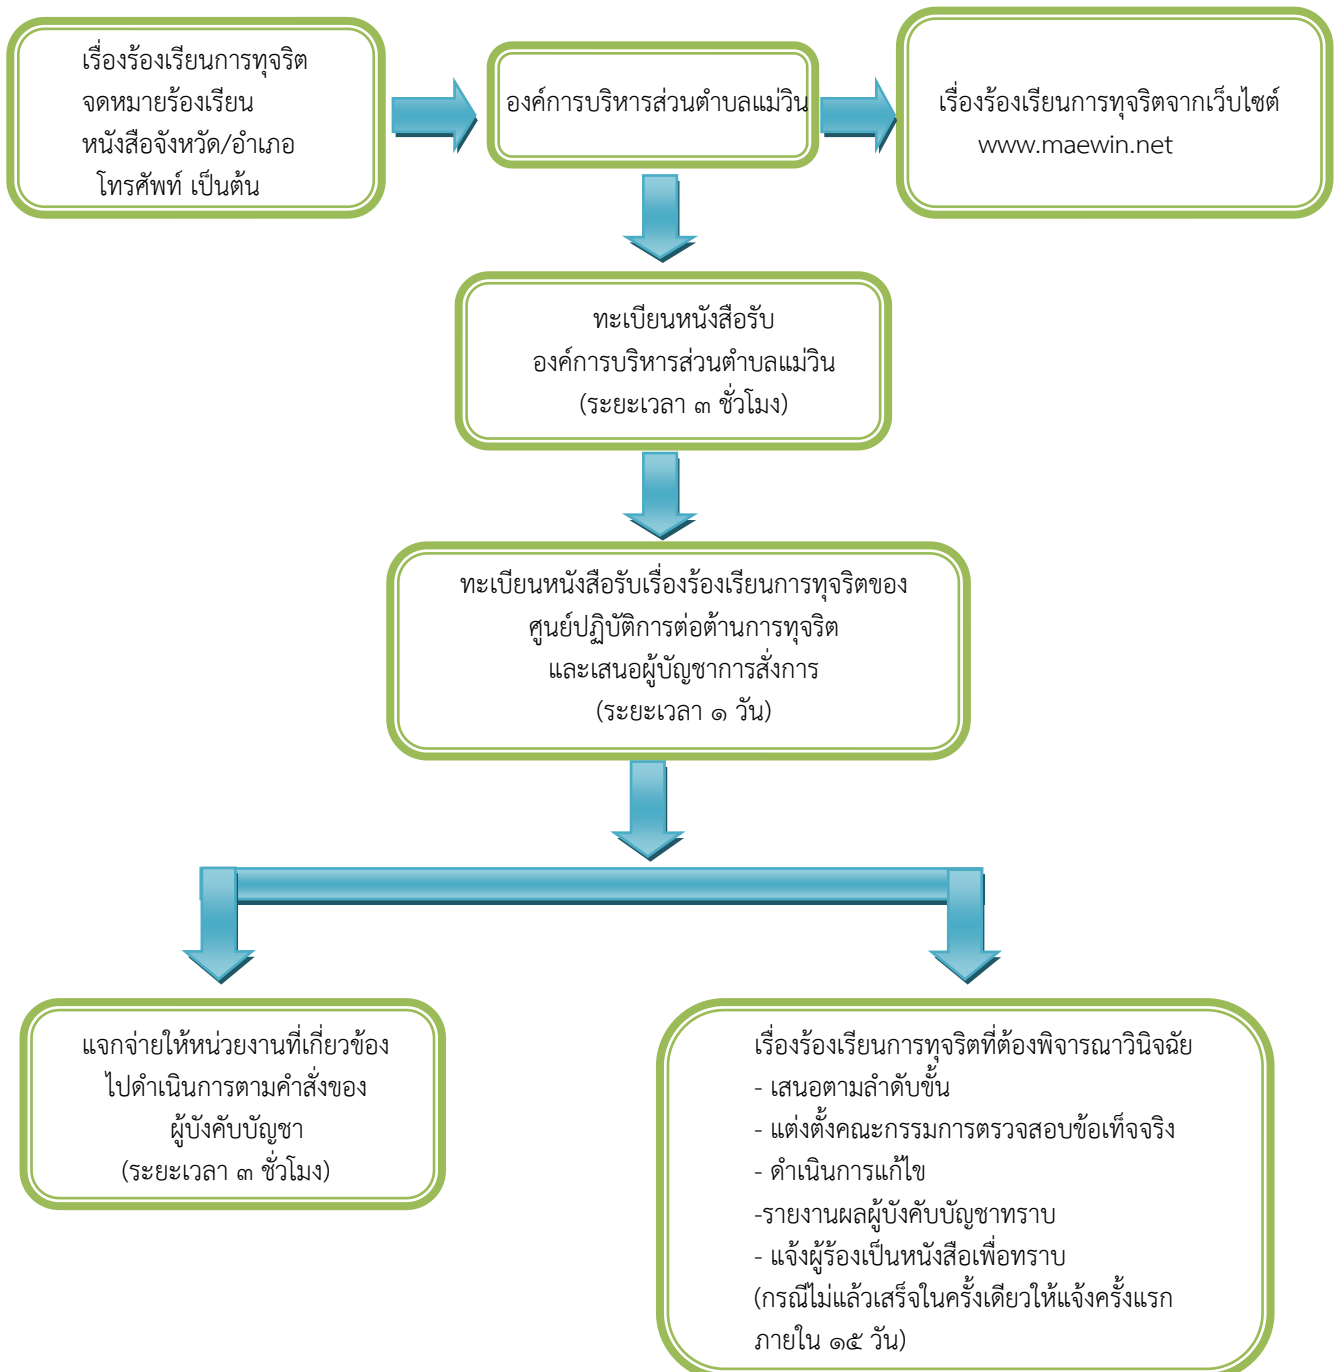 เรื่องร้องเรียนการทุจริต
จดหมายร้องเรียน
หนังสือจังหวัด/อำเภอ
โทรศัพท์ เป็นต้น
องค์การบริหารส่วนตำบลแม่วิน
เรื่องร้องเรียนการทุจริตจากเว็บไซต์
www.maewin.net
ทะเบียนหนังสือรับ
องค์การบริหารส่วนตำบลแม่วิน
(ระยะเวลา ๓ ชั่วโมง)
ทะเบียนหนังสือรับเรื่องร้องเรียนการทุจริตของ
ศูนย์ปฏิบัติการต่อต้านการทุจริต
และเสนอผู้บัญชาการสั่งการ
(ระยะเวลา ๑ วัน)
แจกจ่ายให้หน่วยงานที่เกี่ยวข้อง
ไปดำเนินการตามคำสั่งของ
ผู้บังคับบัญชา
(ระยะเวลา ๓ ชั่วโมง)
เรื่องร้องเรียนการทุจริตที่ต้องพิจารณาวินิจฉัย
- เสนอตามลำดับขั้น
- แต่งตั้งคณะกรรมการตรวจสอบข้อเท็จจริง
- ดำเนินการแก้ไข
-รายงานผลผู้บังคับบัญชาทราบ
- แจ้งผู้ร้องเป็นหนังสือเพื่อทราบ
(กรณีไม่แล้วเสร็จในครั้งเดียวให้แจ้งครั้งแรก
ภายใน ๑๕ วัน)